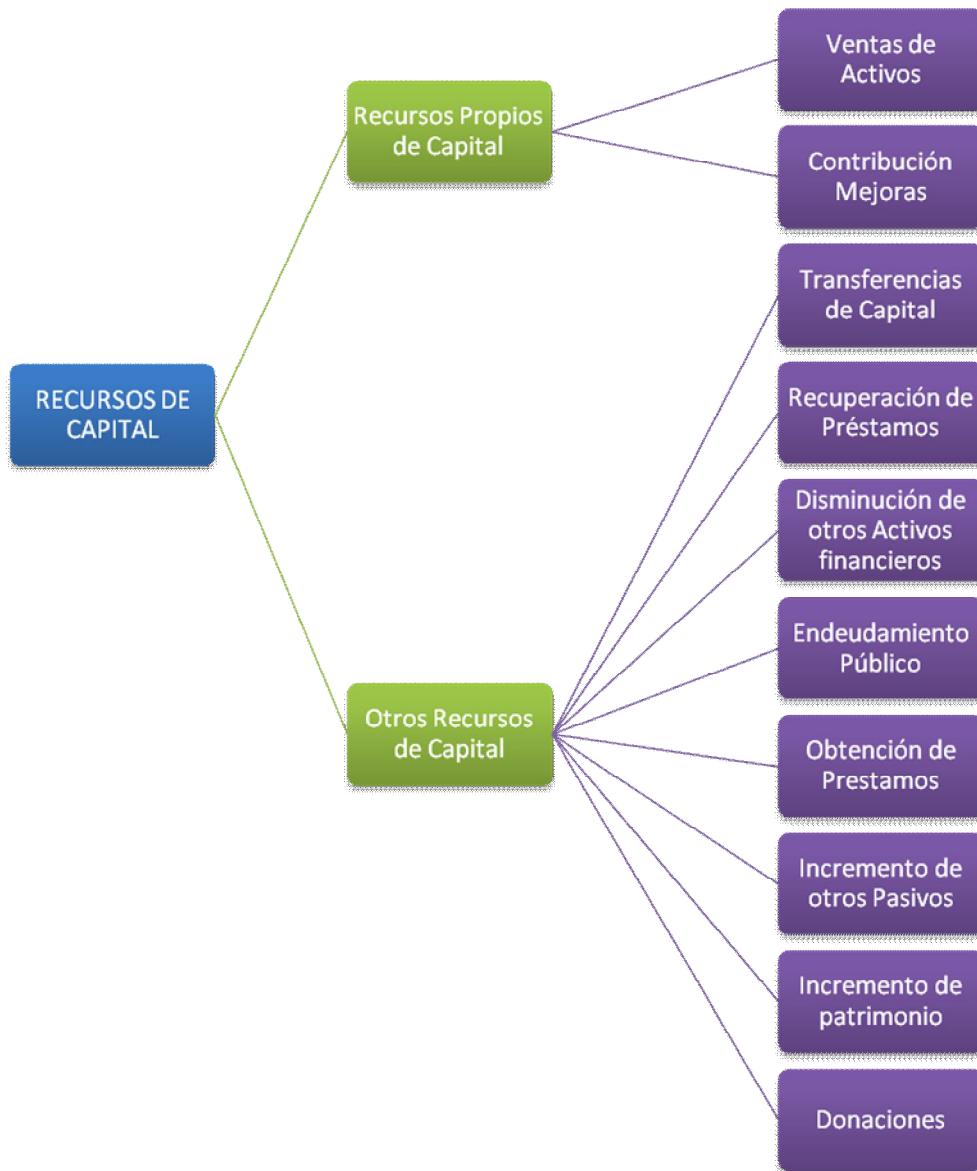 RECURSOS DE
CAPITAL
Recursos Propios
de Capital
Ventas de
Activos
Contribución
Mejoras
Otros Recursos
de Capital
Transferencias
de Capital
Recuperación de
Préstamos
Disminución de
otros Activos
financieros
Endeudamiento
Público
Obtención de
Prestamos
Incremento de
otros Pasivos
Incremento de
patrimonio
Donaciones